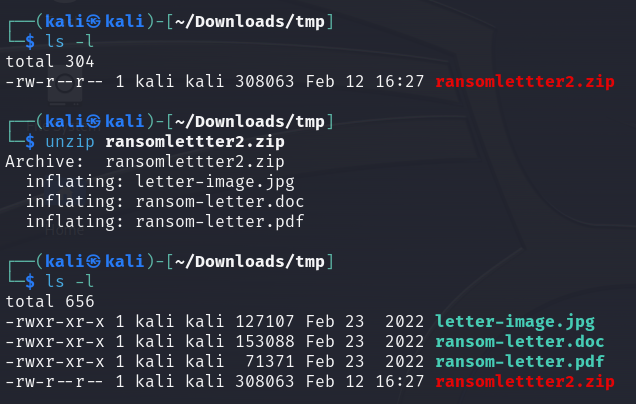 ┌──(kali㉿kali)-[~/Downloads/tmp]
└─$ ls -l
total 304
-rw-r--r-- 1 kali kali 308063 Feb 12 16:27 ransomlettter2.zip
┌──(kali㉿kali)-[~/Downloads/tmp]
└─$ unzip ransomlettter2.zip
Archive:  ransomlettter2.zip
  inflating: letter-image.jpg
  inflating: ransom-letter.doc
  inflating: ransom-letter.pdf
┌──(kali㉿kali)-[~/Downloads/tmp]
└─$ ls -l
total 656
-rwxr-xr-x 1 kali kali 127107 Feb 23  2022 letter-image.jpg
-rwxr-xr-x 1 kali kali 153088 Feb 23  2022 ransom-letter.doc
-rwxr-xr-x 1 kali kali  71371 Feb 23  2022 ransom-letter.pdf
-rw-r--r-- 1 kali kali 308063 Feb 12 16:27 ransomlettter2.zip